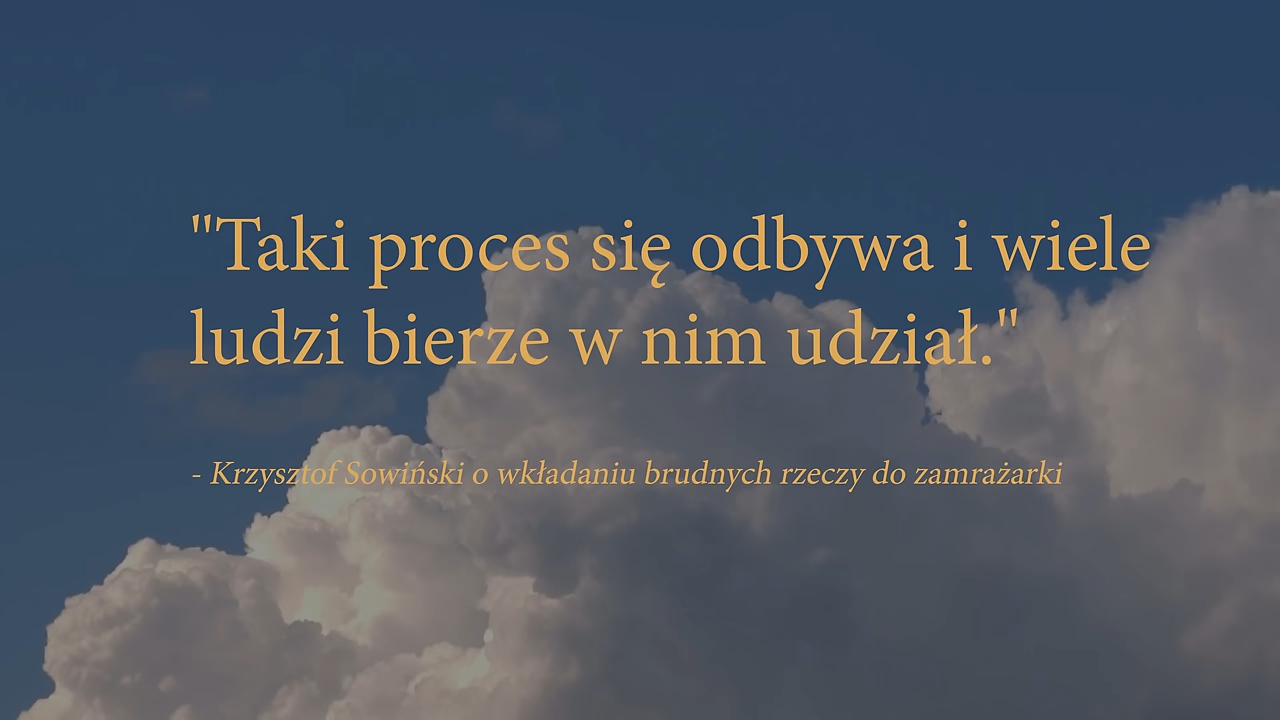 "Taki proces się odbywa i wiele
ludzi bierze w nim udział."
- Krzysztof Sowiński o wkładaniu brudnych rzeczy do zamrażarki